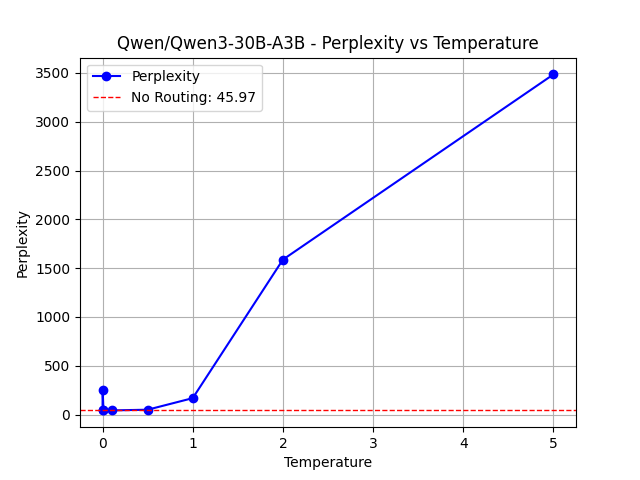 Qwen/Qwen3-30B-A3B - Perplexity vs Temperature
Perplexity
No Routing: 45.97
3500
3000
2500
2000
1500
1000
500
0
Perplexity
0 1 2 3 4 5
Temperature